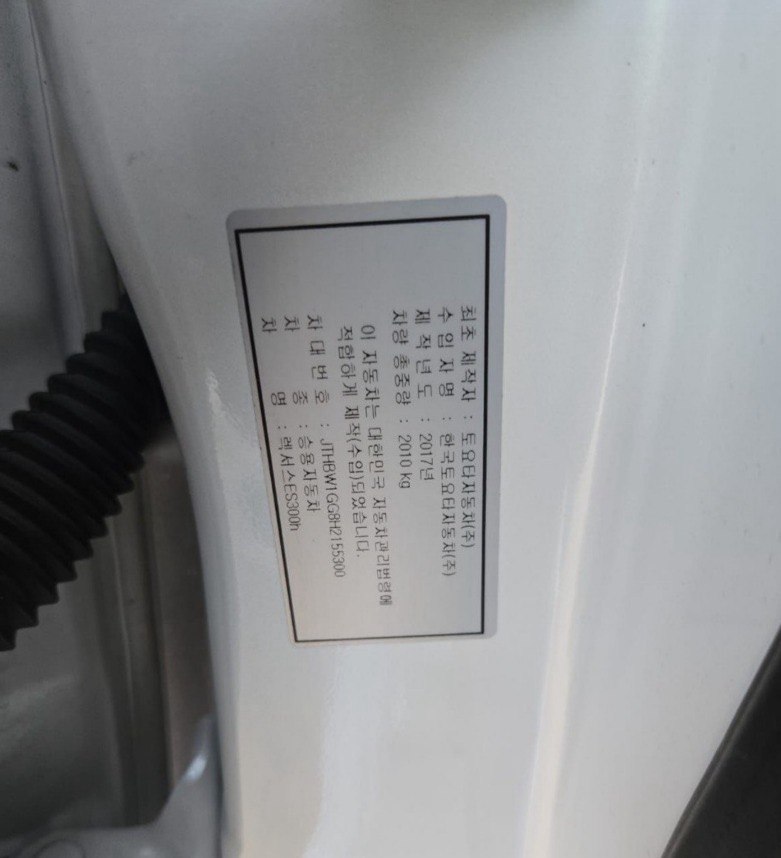 최초 제작자 : 토요타자동차(주)
수 입 자 명 : 한국토요타자동차(주)
제 작 년 도 : 2017년
차량 총중량 : 2010 kg
이 자동차는 대한민국 자동차관리법령에
적합하게 제작(수입)되었습니다.
차 대 번 호 : JTHBW1GG8H2155300
차 종 : 승용자동차
차 명 : 렉서스ES300h